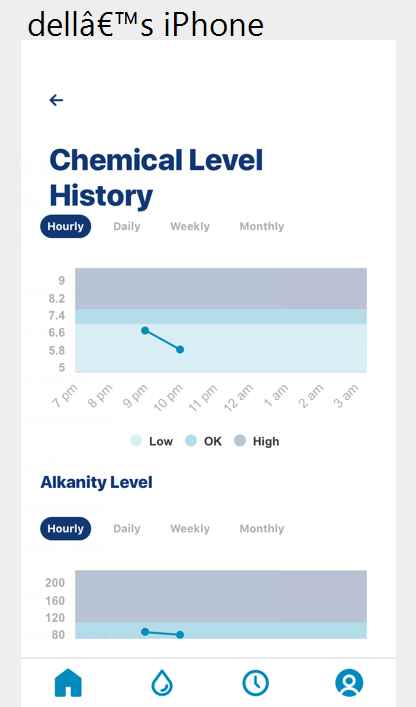 dellâ€™s iPhone
Chemical Level
History
Hourly Daily Weekly Monthly
9
8.2
7.4
6.6
5.8
5
7 pm 8 pm 9 pm 10 pm 11 pm 12 am 1 am 2 am 3 am
Low OK High
Alkanity Level
Hourly Daily Weekly Monthly
200
160
120
80